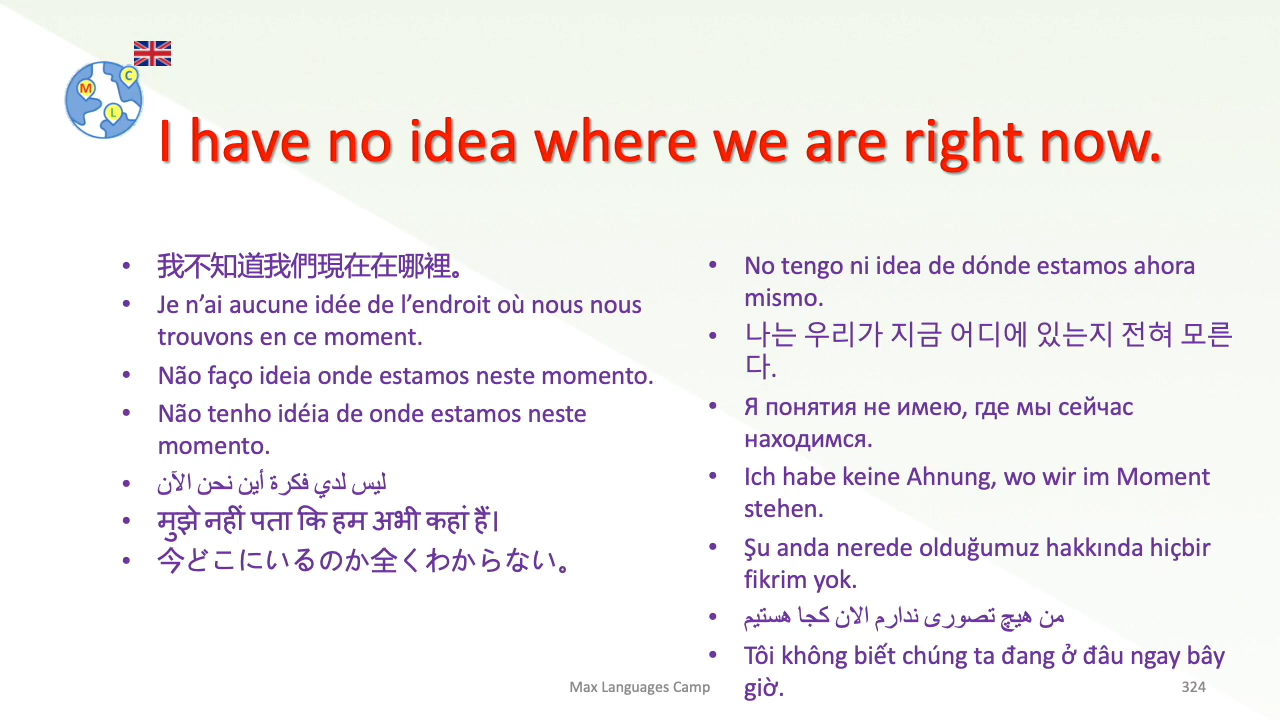 M
C
L
I have no idea where we are right now.
• 我不知道我們現在在哪裡。
• Je n’ai aucune idée de l’endroit où nous nous
trouvons en ce moment.
• Não faço ideia onde estamos neste momento.
• Não tenho idéia de onde estamos neste
momento.
• ليس لدي فكرة أين نحن الآن
• मुझे नहीं पता कि हम अभी कहां हैं।
• 今どこにいるのか全くわからない。
• No tengo ni idea de dónde estamos ahora
mismo.
• 나는 우리가 지금 어디에 있는지 전혀 모른
다.
• Я понятия не имею, где мы сейчас
находимся.
• Ich habe keine Ahnung, wo wir im Moment
stehen.
• Şu anda nerede olduğumuz hakkında hiçbir
fikrim yok.
• من هیچ تصوری ندارم الان کجا هستیم
• Tôi không biết chúng ta đang ở đâu ngay bây
giờ.
Max Languages Camp
324